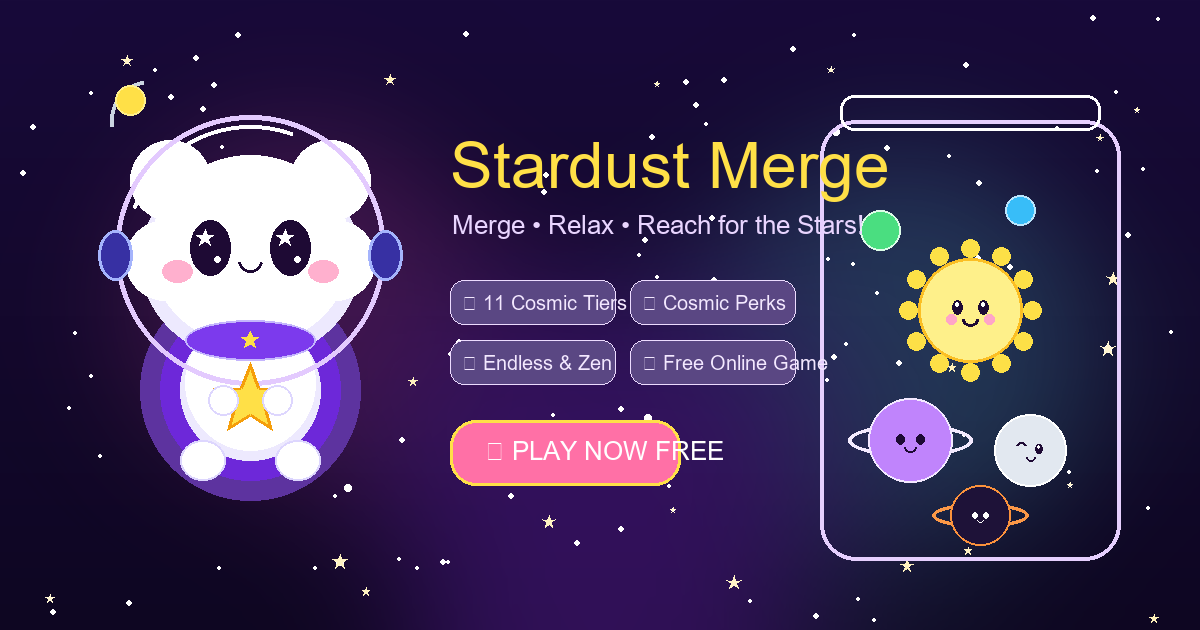 Stardust Merge
Merge • Relax • Reach for the Stars!
11 Cosmic Tiers
Cosmic Perks
Endless & Zen
Free Online Game
PLAY NOW FREE